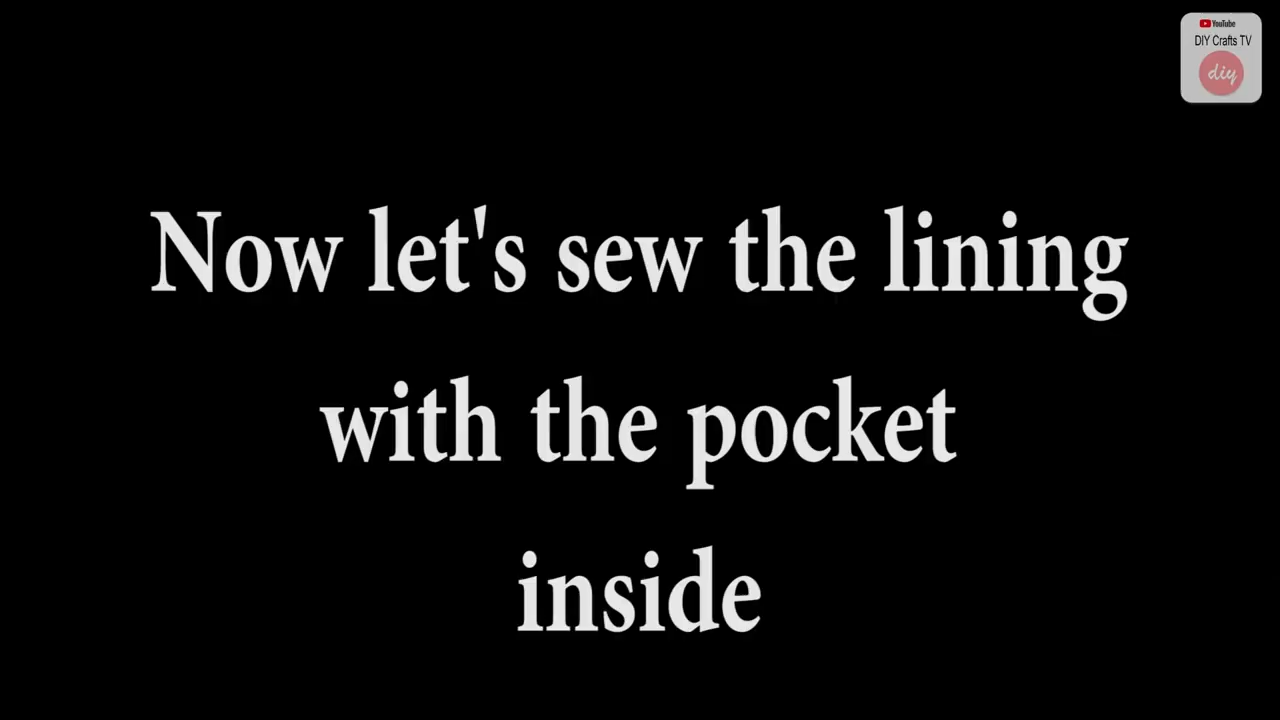 YouTube
DIY Crafts TV
diy
Now let's sew the lining
with the pocket
inside